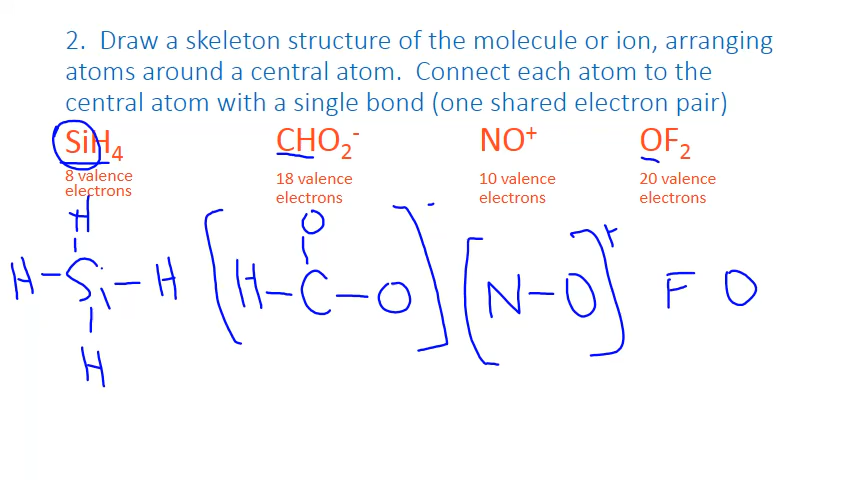 2. Draw a skeleton structure of the molecule or ion, arranging
atoms around a central atom. Connect each atom to the
central atom with a single bond (one shared electron pair)
SiH₄ CHO₂⁻ NO⁺ OF₂
8 valence electrons
18 valence electrons
10 valence electrons
20 valence electrons
H
H–Si–H
H
O
[H–C–O]⁻
[N–O]⁺
F O